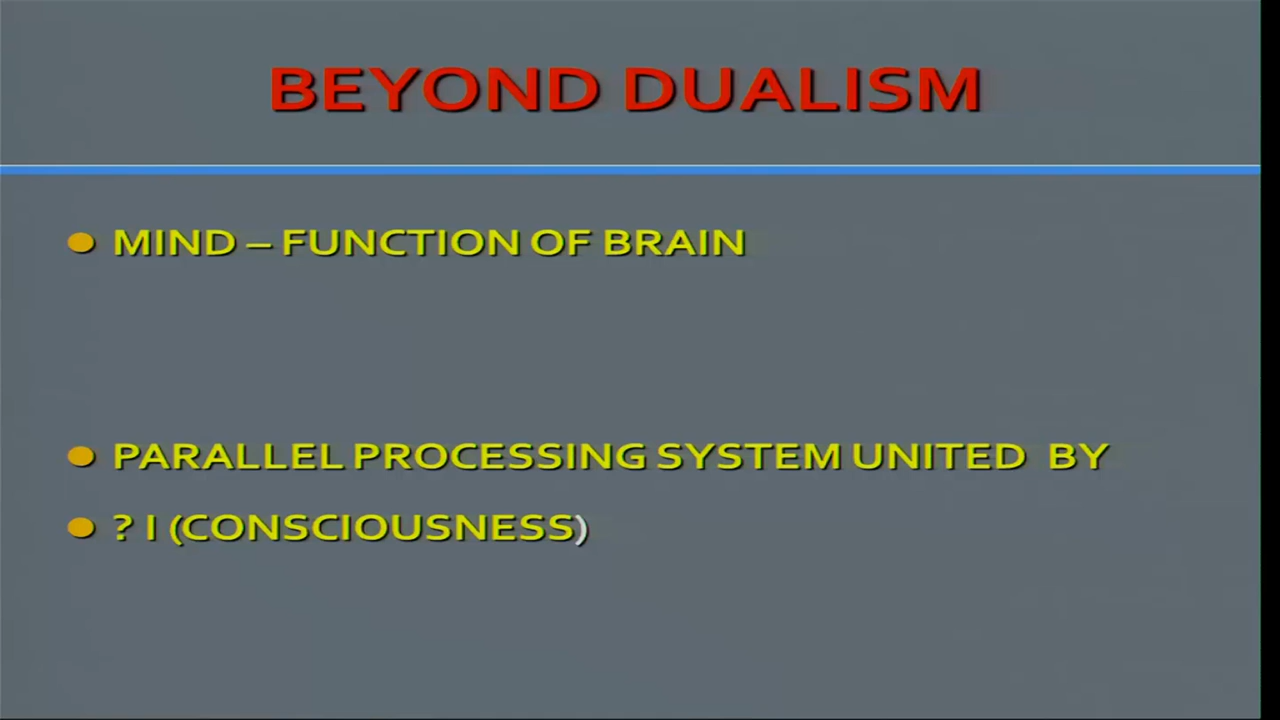 BEYOND DUALISM
MIND – FUNCTION OF BRAIN
PARALLEL PROCESSING SYSTEM UNITED BY
? I (CONSCIOUSNESS)